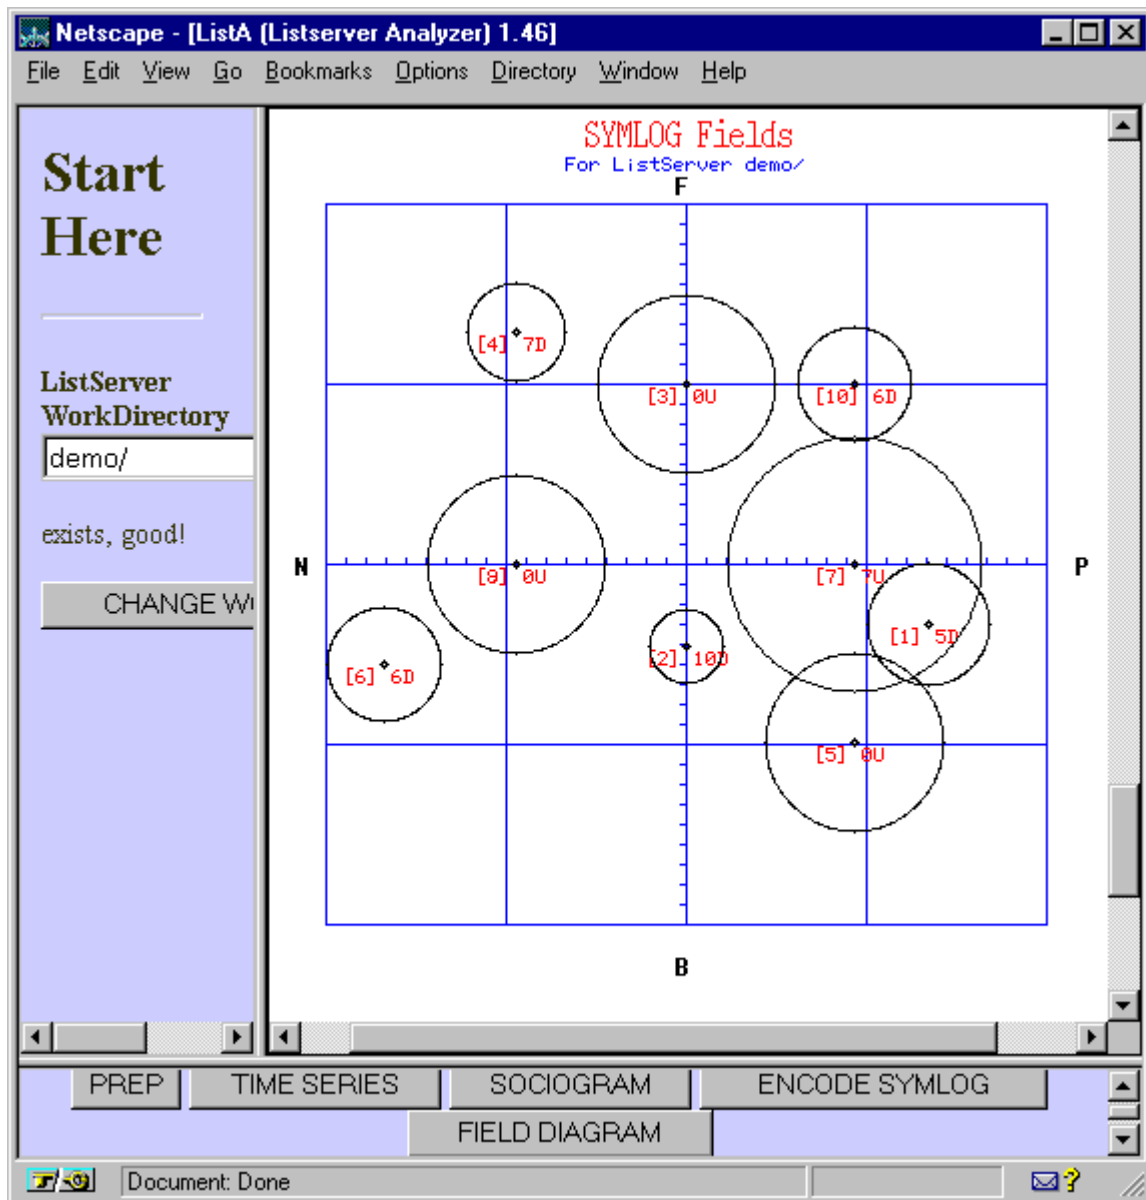 Netscape - [ListA (Listserver Analyzer) 1.46]
File Edit View Go Bookmarks Options Directory Window Help
Start
Here
ListServer
WorkDirectory
demo/
exists, good!
CHANGE W
SYMLOG Fields
For ListServer demo/
F
[4] 7D
[3] 0U
[10] 6D
N
P
[8] 0U
[7] 7U
[1] 5D
[2] 10D
[6] 6D
[5] 0U
B
PREP TIME SERIES SOCIOGRAM ENCODE SYMLOG
FIELD DIAGRAM
Document: Done